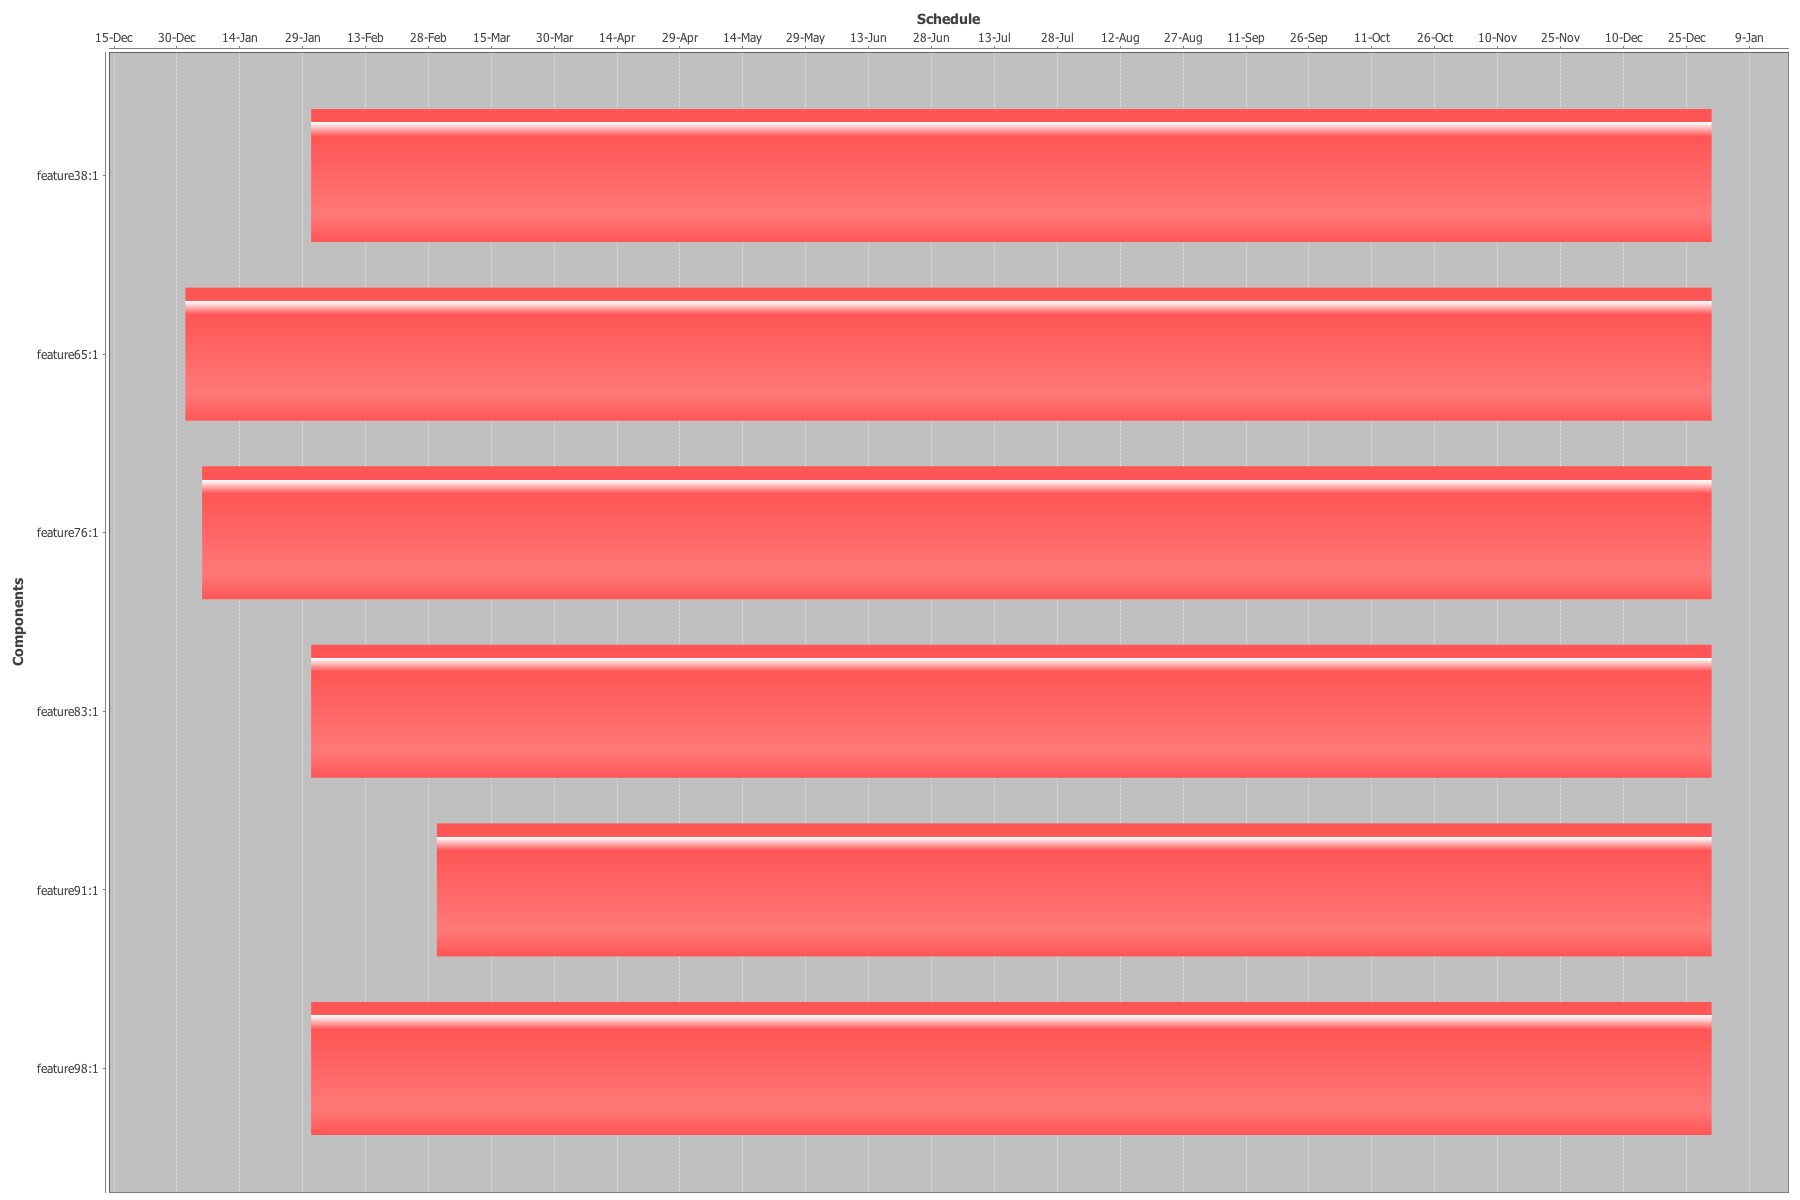 Schedule
15-Dec 30-Dec 14-Jan 29-Jan 13-Feb 28-Feb 15-Mar 30-Mar 14-Apr 29-Apr 14-May 29-May 13-Jun 28-Jun 13-Jul 28-Jul 12-Aug 27-Aug 11-Sep 26-Sep 11-Oct 26-Oct 10-Nov 25-Nov 10-Dec 25-Dec 9-Jan
feature38:1
feature65:1
feature76:1
Components
feature83:1
feature91:1
feature98:1